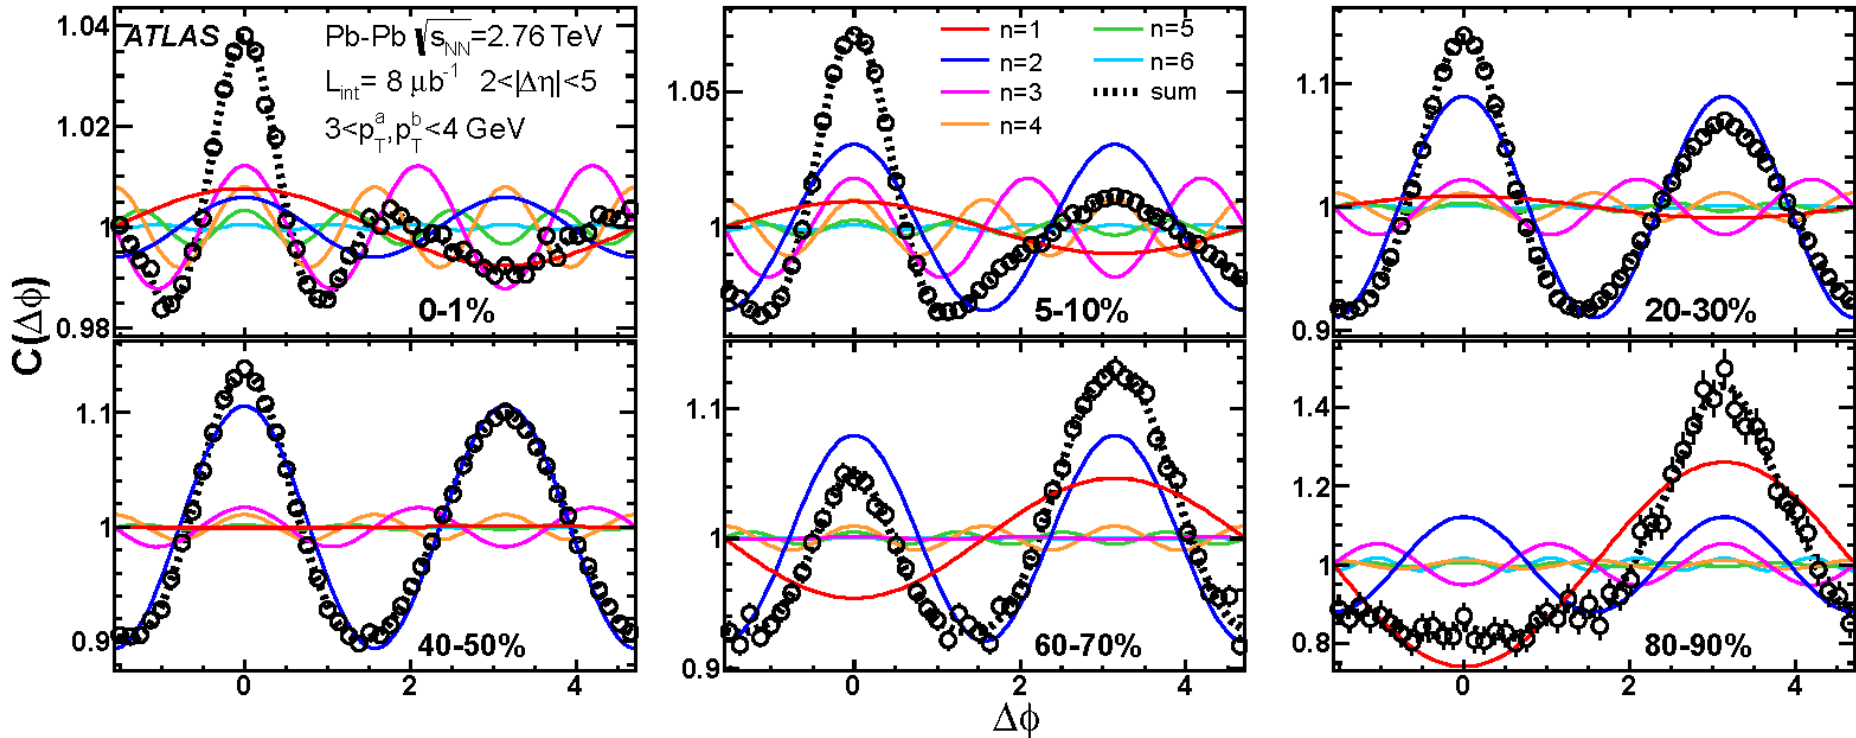 C(Δϕ)
ATLAS
Pb-Pb √s_NN=2.76 TeV
L_int= 8 μb⁻¹ 2<|Δη|<5
3<p_T^a,p_T^b<4 GeV
1.04
1.02
1
0.98
0-1%
n=1
n=2
n=3
n=4
n=5
n=6
sum
1.05
1
5-10%
1.1
1
0.9
20-30%
1.1
1
0.9
40-50%
0
2
4
1.1
1
0.9
60-70%
0
2
4
1.4
1.2
1
0.8
80-90%
0
2
4
Δϕ